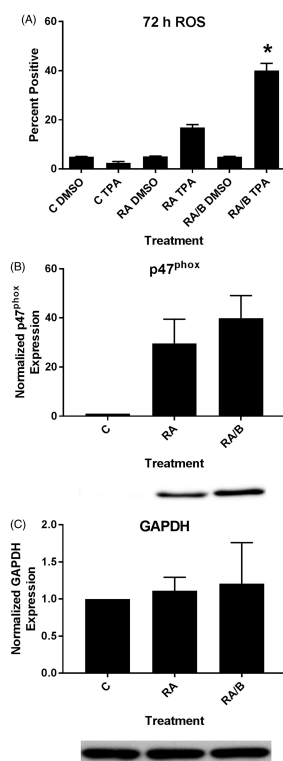 (A)
72 h ROS
Percent Positive
60
40
20
0
*
C DMSO
C TPA
RA DMSO
RA TPA
RA/B DMSO
RA/B TPA
Treatment
(B)
p47phox
Normalized p47phox
Expression
60
40
20
0
C
RA
RA/B
Treatment
(C)
GAPDH
Normalized GAPDH
Expression
2.0
1.5
1.0
0.5
0.0
C
RA
RA/B
Treatment